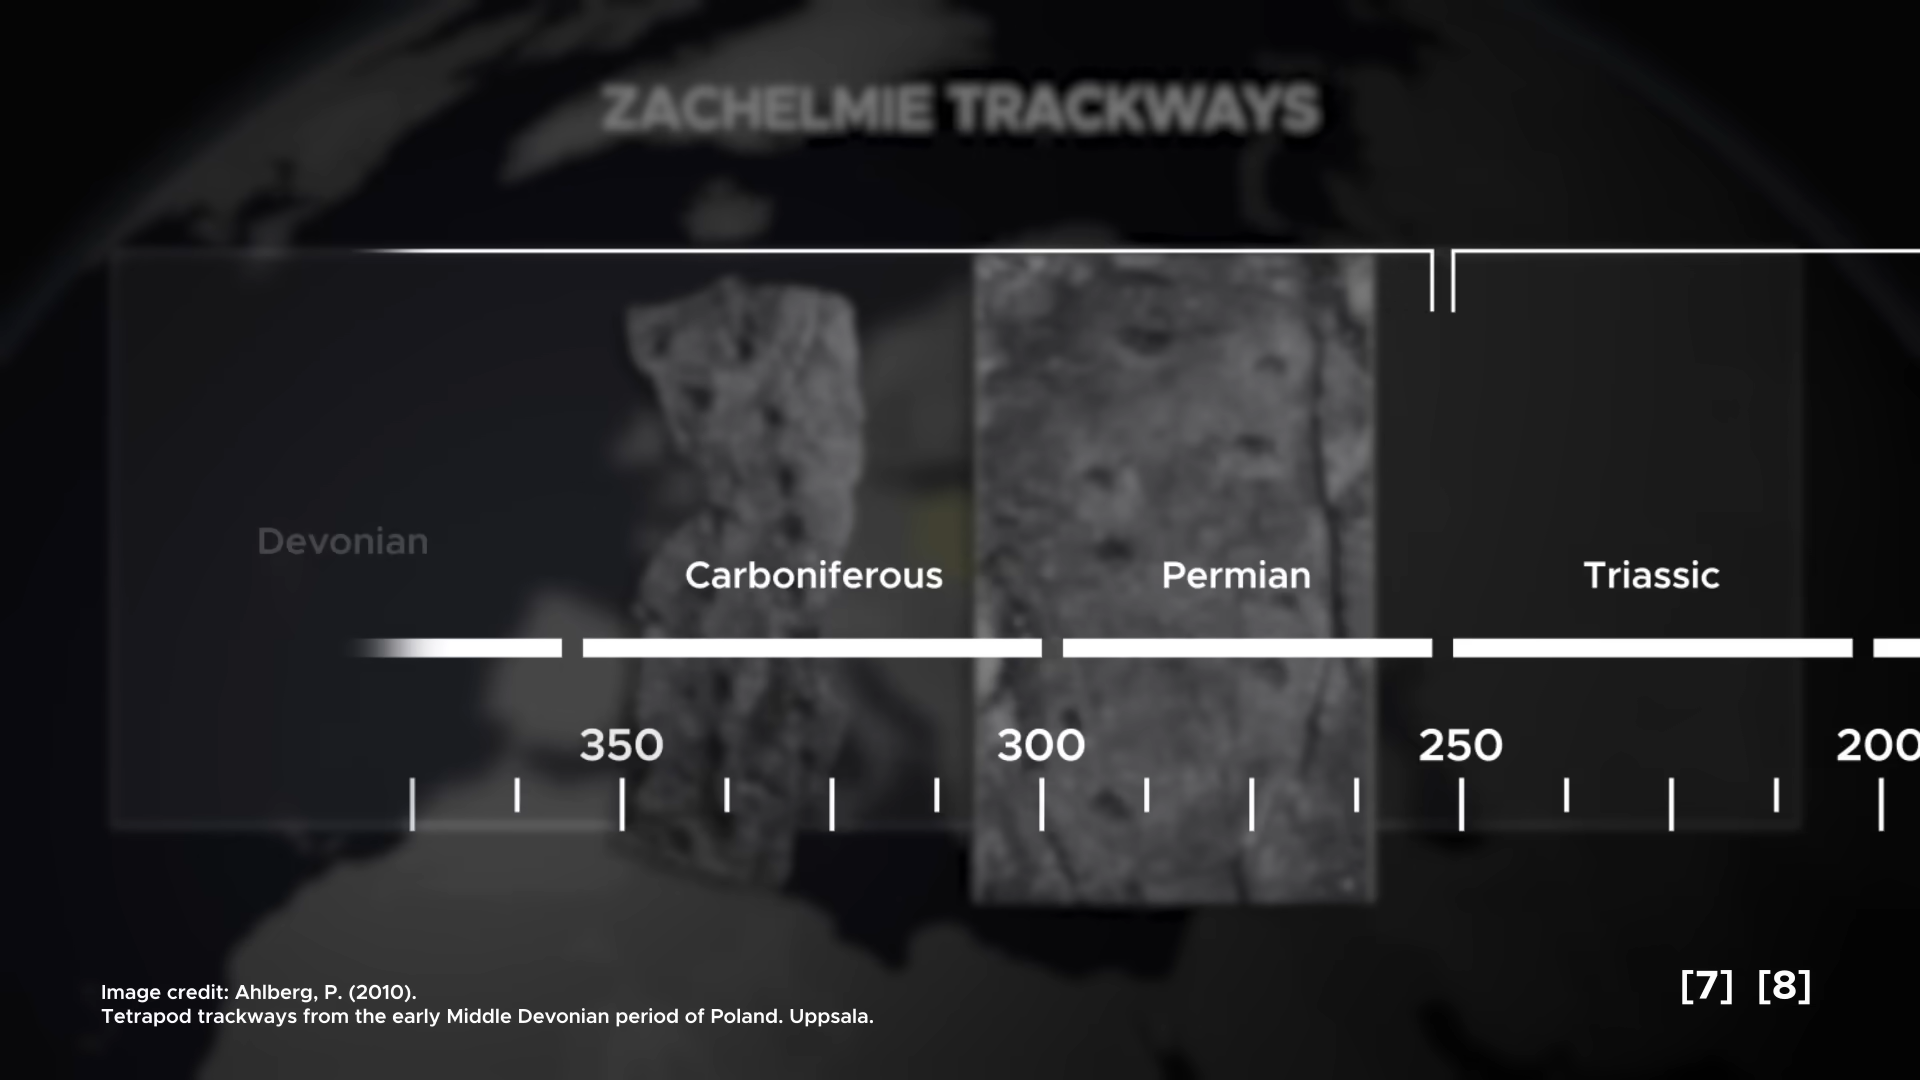 ZACHELMIE TRACKWAYS
Devonian
Carboniferous
Permian
Triassic
350
300
250
200
[7] [8]
Image credit: Ahlberg, P. (2010).
Tetrapod trackways from the early Middle Devonian period of Poland. Uppsala.